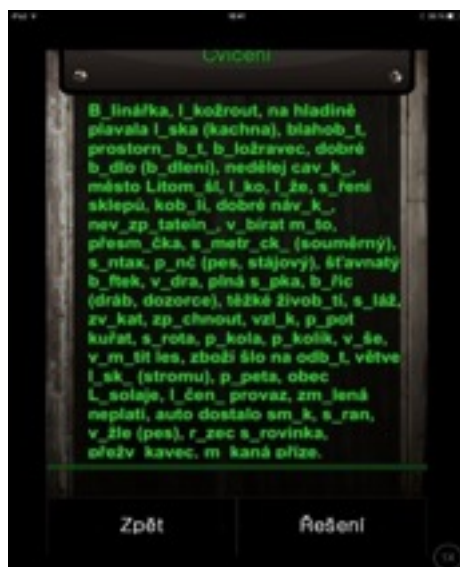 Cvičení
B_linářka, l_kožrout, na hladině
plavala l_ska (kachna), blahob_t,
prostorn_ b_t, b_ložravec, dobré
b_dlo (b_dlení), nedělej cav_k_,
město Litom_šl, l_ko, l_že, s_ření
sklepů, kob_lí, dobré náv_k_,
nev_zp_tateln_, v_bírat m_to,
přesm_čka, s_metr_ck_ (souměrný),
s_ntax, p_nč (pes, stájový), šťavnatý
b_ftek, v_dra, plná s_pka, b_řic
(dráb, dozorce), těžké živob_tí, s_láž,
zv_kat, zp_chnout, vzl_k, p_pot
kuřat, s_rota, p_kola, p_kolík, v_še,
v_m_tit les, zboží šlo na odb_t, větve
l_sk_ (stromu), p_peta, obec
L_solaje, l_čen_ provaz, zm_lená
neplatí, auto dostalo sm_k, s_ran,
v_žle (pes), r_zec s_rovinka,
přežv_kavec, m_kaná příze.
Zpět
Řešení